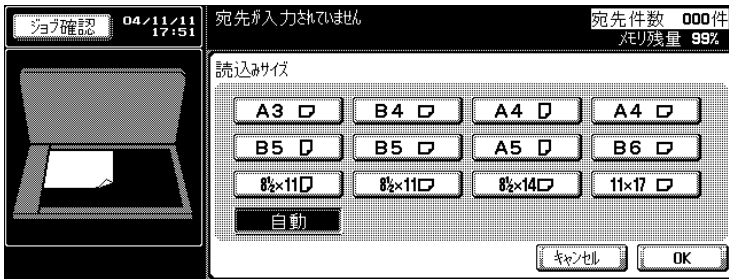 ジョブ確認
04/11/11
17:51
宛先が入力されていません
宛先件数 000件
メモリ残量 99%
読込みサイズ
A3 B4 A4 A4
B5 B5 A5 B6
8½×11 8½×11 8½×14 11×17
自動
キャンセル OK